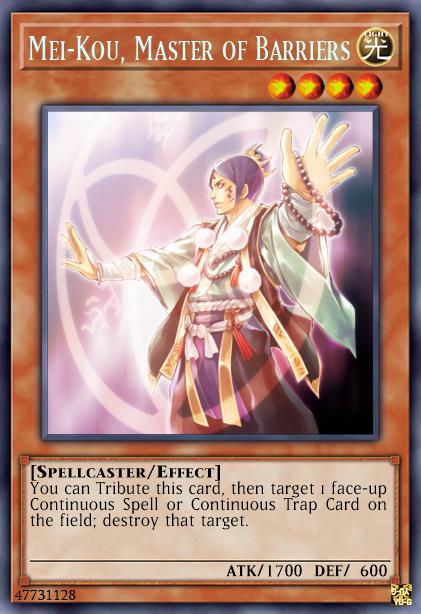 Mei-Kou, Master of Barriers
LIGHT
光
[Spellcaster/Effect]
You can Tribute this card, then target 1 face-up
Continuous Spell or Continuous Trap Card on
the field; destroy that target.
ATK/1700 DEF/ 600
47731128